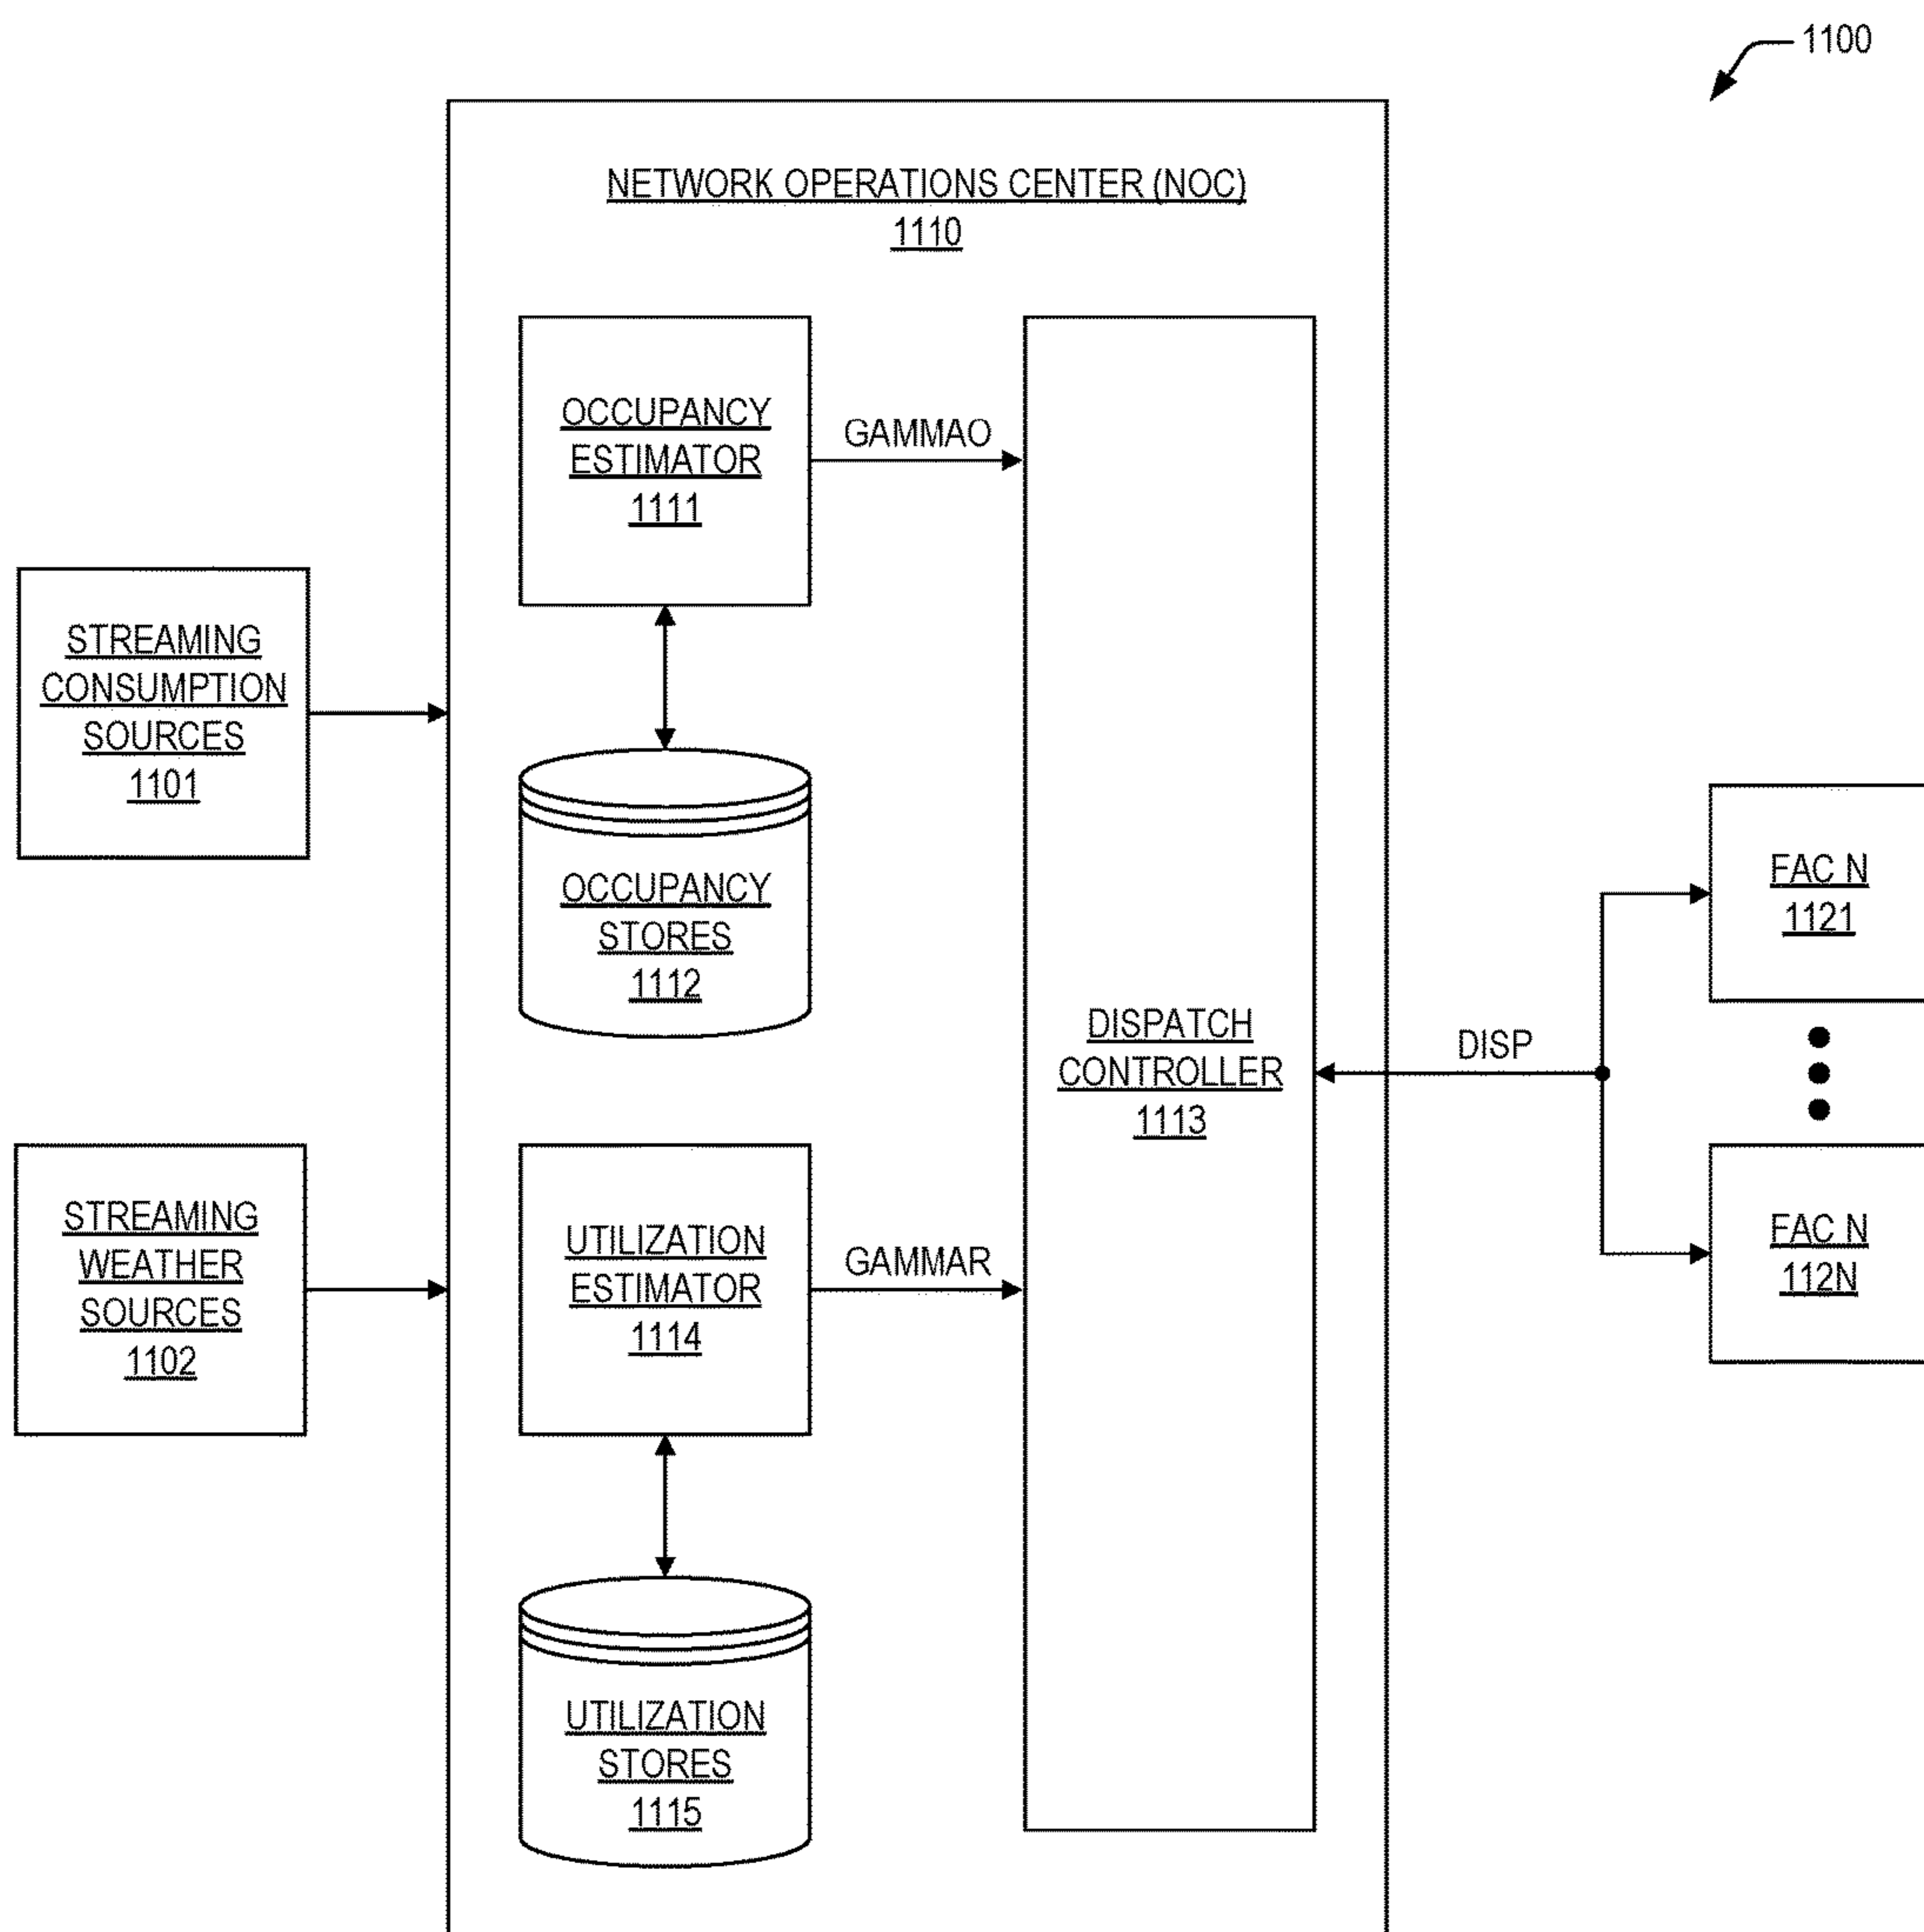 1100
NETWORK OPERATIONS CENTER (NOC)
1110
OCCUPANCY
ESTIMATOR
1111
GAMMAO
STREAMING
CONSUMPTION
SOURCES
1101
OCCUPANCY
STORES
1112
FAC N
1121
DISPATCH
CONTROLLER
1113
DISP
STREAMING
WEATHER
SOURCES
1102
UTILIZATION
ESTIMATOR
1114
GAMMAR
FAC N
112N
UTILIZATION
STORES
1115